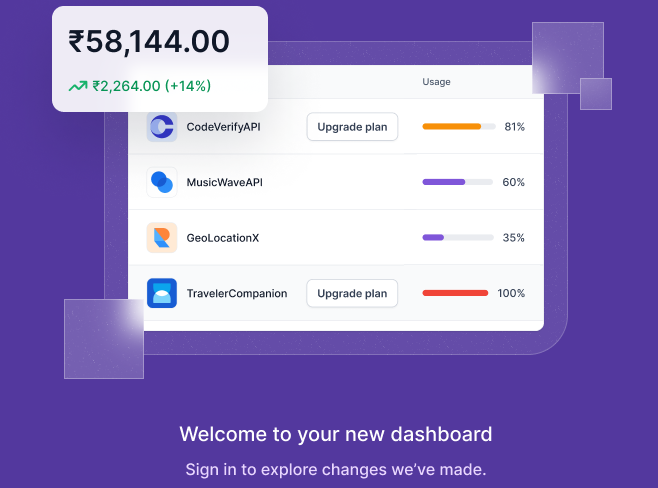 ₹58,144.00
₹2,264.00 (+14%)
Usage
CodeVerifyAPI Upgrade plan 81%
MusicWaveAPI 60%
GeoLocationX 35%
TravelerCompanion Upgrade plan 100%
Welcome to your new dashboard
Sign in to explore changes we’ve made.